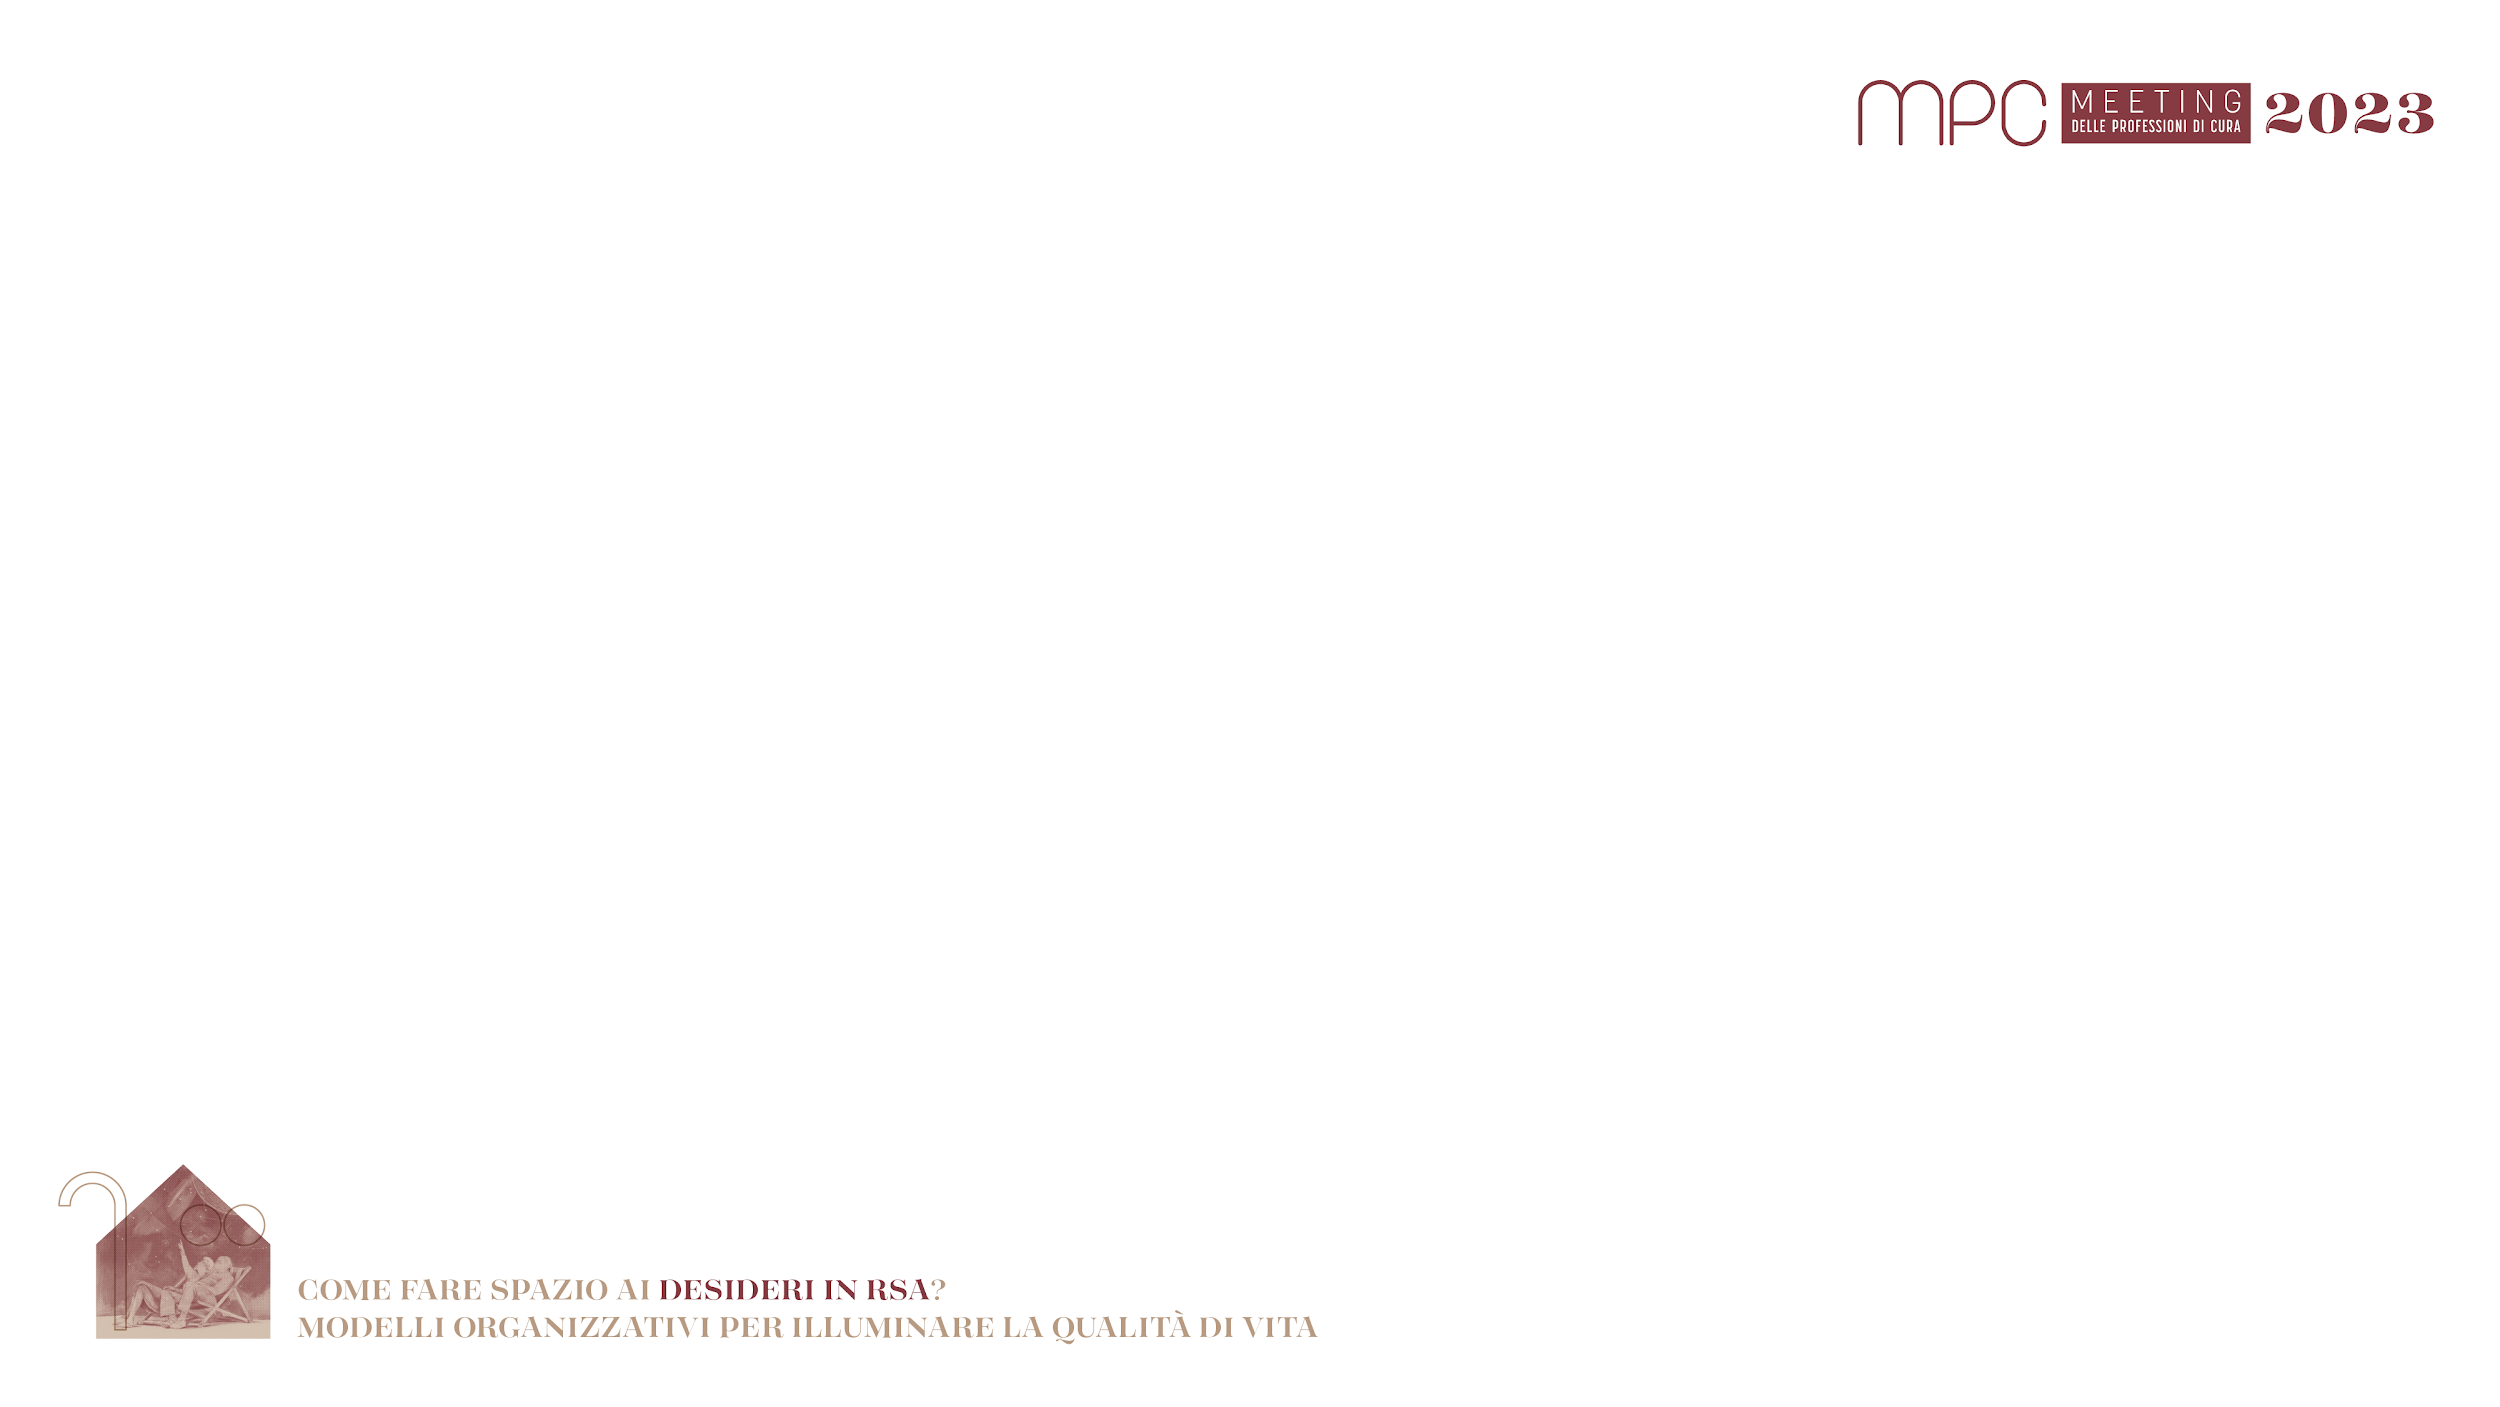 mpc MEETING 2023
DELLE PROFESSIONI DI CURA
COME FARE SPAZIO AI DESIDERI IN RSA?
MODELLI ORGANIZZATIVI PER ILLUMINARE LA QUALITÀ DI VITA